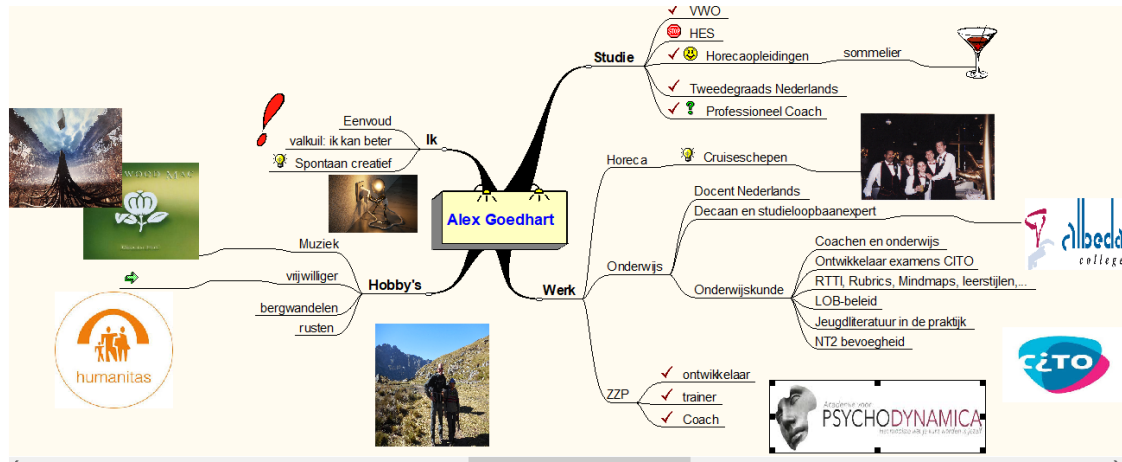 Alex Goedhart
Studie
VWO
STOP
HES
Horecaopleidingen
sommelier
Tweedegraads Nederlands
Professioneel Coach
Ik
Eenvoud
valkuil: ik kan beter
Spontaan creatief
Hobby's
Muziek
vrijwilliger
bergwandelen
rusten
humanitas
Werk
Horeca
Cruiseschepen
Onderwijs
Docent Nederlands
Decaan en studieloopbaanexpert
albeda
college
Onderwijskunde
Coachen en onderwijs
Ontwikkelaar examens CITO
RTTI, Rubrics, Mindmaps, leerstijlen,...
LOB-beleid
Jeugdliteratuur in de praktijk
NT2 bevoegheid
CiTO
ZZP
ontwikkelaar
trainer
Coach
Academie voor
PSYCHODYNAMICA